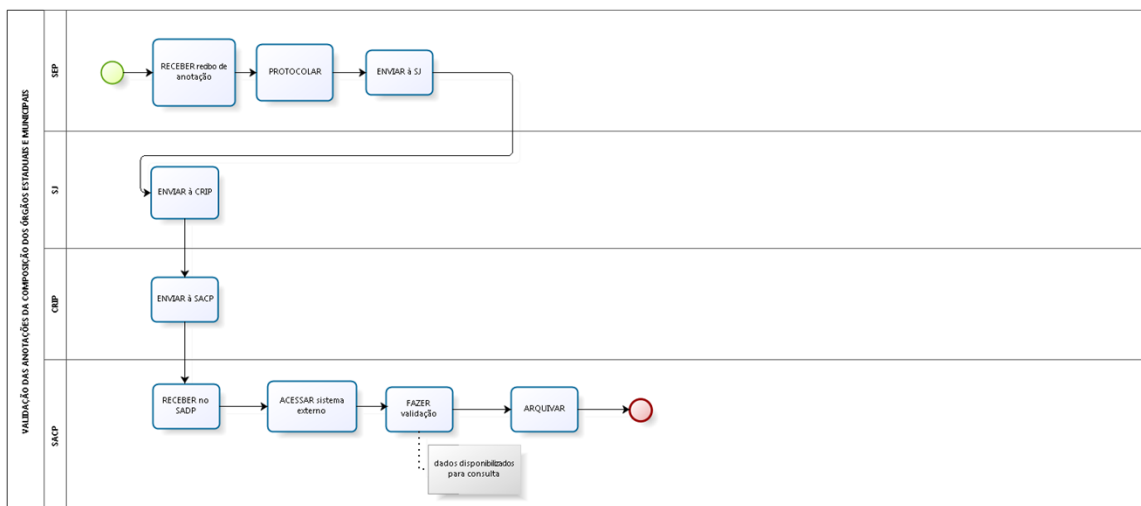 VALIDAÇÃO DAS ANOTAÇÕES DA COMPOSIÇÃO DOS ÓRGÃOS ESTADUAIS E MUNICIPAIS
SEP
RECEBER recibo de
anotação
PROTOCOLAR
ENVIAR à SJ
SJ
ENVIAR à CRIP
CRIP
ENVIAR à SACP
SACP
RECEBER no
SADP
ACESSAR sistema
externo
FAZER
validação
ARQUIVAR
dados disponibilizados
para consulta